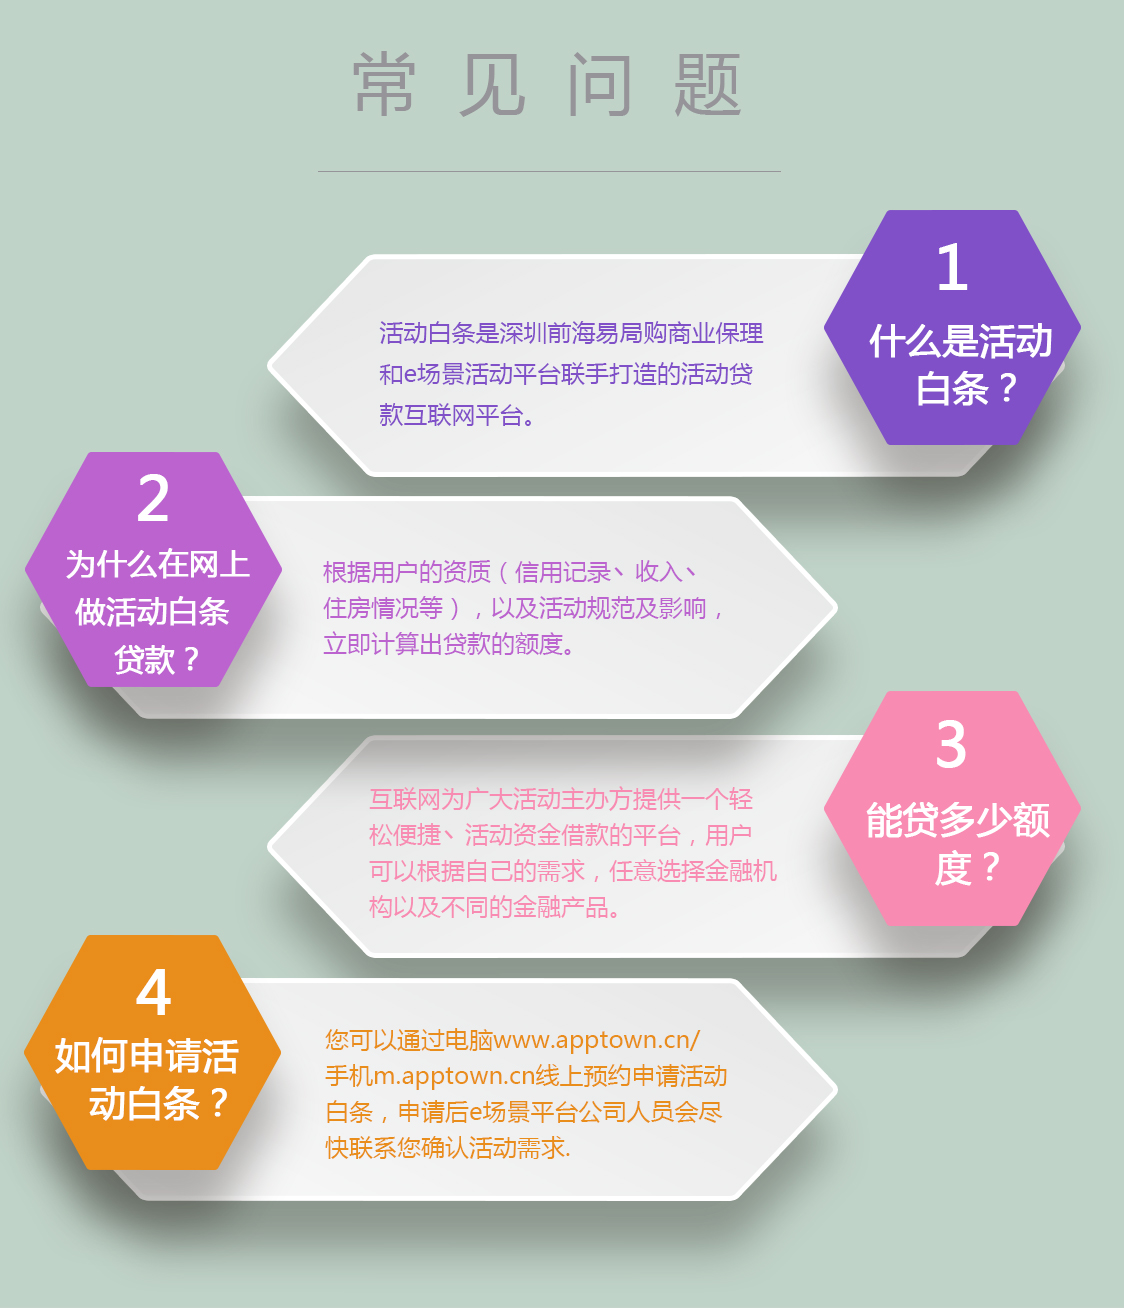 常见问题
1
什么是活动
白条？
活动白条是深圳前海易局购商业保理
和e场景活动平台联手打造的活动贷
款互联网平台。
2
为什么在网上
做活动白条
贷款？
根据用户的资质（信用记录、收入、
住房情况等），以及活动规范及影响，
立即计算出贷款的额度。
3
能贷多少额
度？
互联网为广大活动主办方提供一个轻
松便捷、活动资金借款的平台，用户
可以根据自己的需求，任意选择金融机
构以及不同的金融产品。
4
如何申请活
动白条？
您可以通过电脑www.apptown.cn/
手机m.apptown.cn线上预约申请活动
白条，申请后e场景平台公司人员会尽
快联系您确认活动需求.